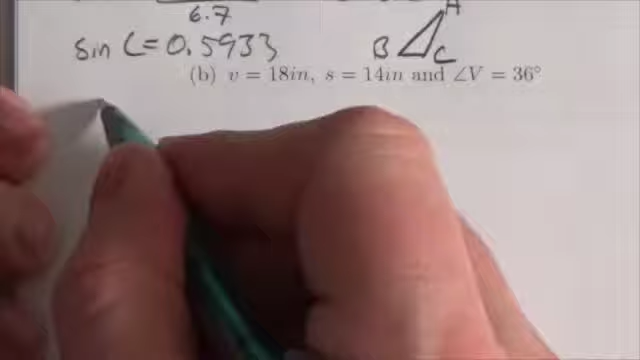 6.7
sin C = 0.5933
A
B
C
(b) v = 18in, s = 14in and ∠V = 36°